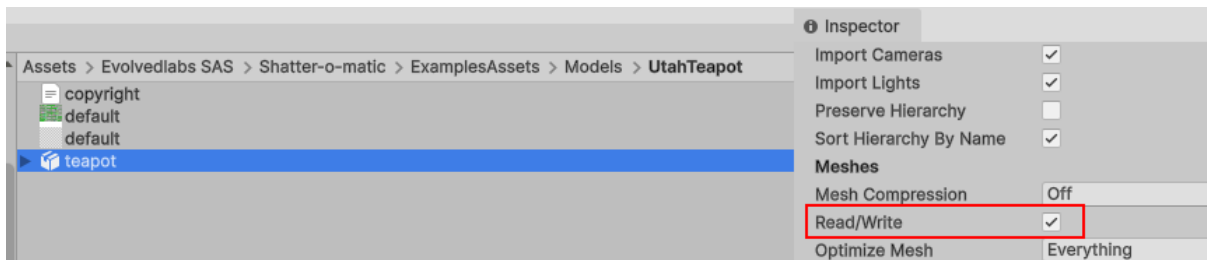 Assets > Evolvedlabs SAS > Shatter-o-matic > ExamplesAssets > Models > UtahTeapot
copyright
default
default
teapot
Inspector
Import Cameras
Import Lights
Preserve Hierarchy
Sort Hierarchy By Name
Meshes
Mesh Compression Off
Read/Write
Optimize Mesh Everything